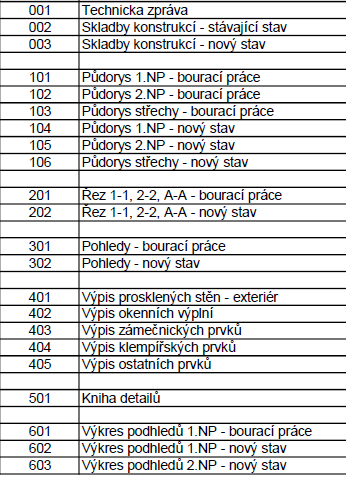 001 Technicka zpráva
002 Skladby konstrukcí - stávající stav
003 Skladby konstrukcí - nový stav
101 Půdorys 1.NP - bourací práce
102 Půdorys 2.NP - bourací práce
103 Půdorys střechy - bourací práce
104 Půdorys 1.NP - nový stav
105 Půdorys 2.NP - nový stav
106 Půdorys střechy - nový stav
201 Řez 1-1, 2-2, A-A - bourací práce
202 Řez 1-1, 2-2, A-A - nový stav
301 Pohledy - bourací práce
302 Pohledy - nový stav
401 Výpis prosklených stěn - exteriér
402 Výpis okenních výplní
403 Výpis zámečnických prvků
404 Výpis klempířských prvků
405 Výpis ostatních prvků
501 Kniha detailů
601 Výkres podhledů 1.NP - bourací práce
602 Výkres podhledů 1.NP - nový stav
603 Výkres podhledů 2.NP - nový stav